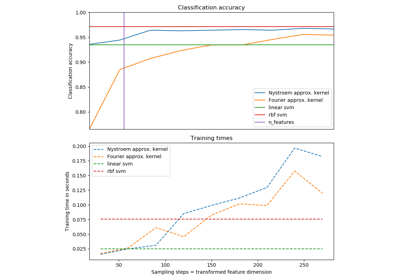 Classification accuracy
1.00
0.95
0.90
0.85
0.80
Classification accuracy
Nystroem approx. kernel
Fourier approx. kernel
linear svm
rbf svm
n_features
Training times
0.200
0.175
0.150
0.125
0.100
0.075
0.050
0.025
Training time in seconds
Nystroem approx. kernel
Fourier approx. kernel
linear svm
rbf svm
50
100
150
200
250
Sampling steps = transformed feature dimension